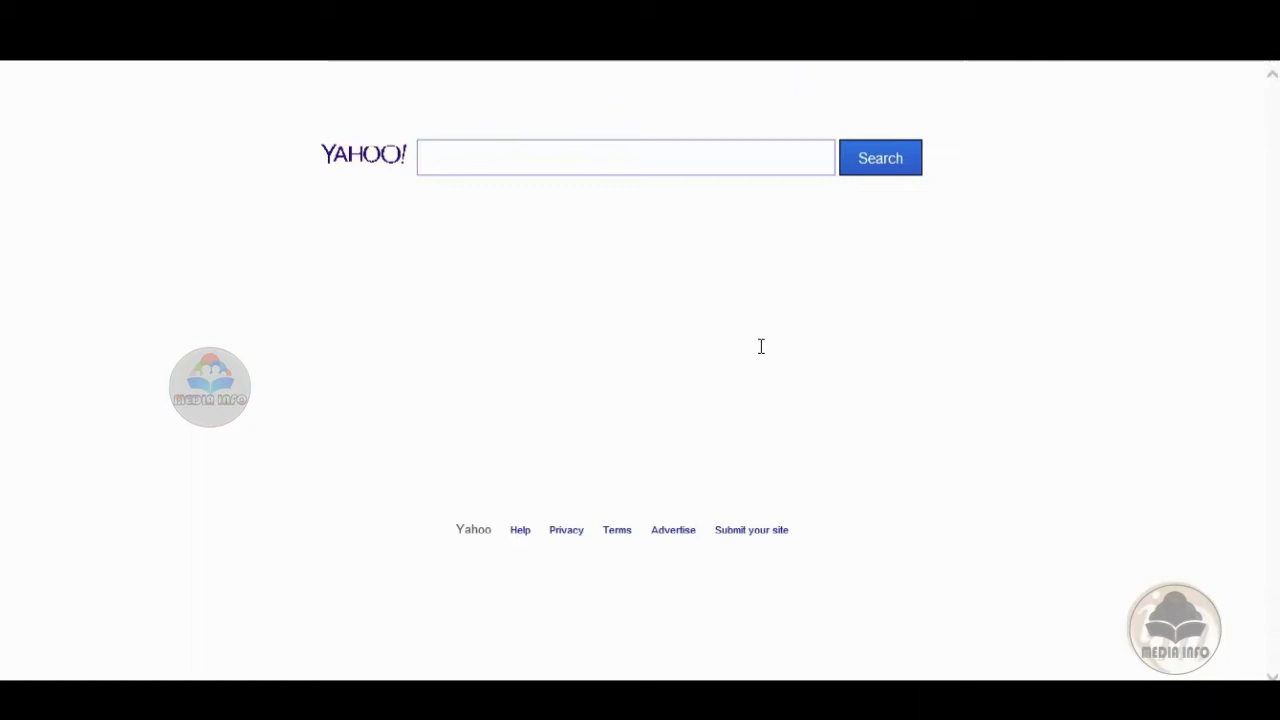 YAHOO! Search
MEDIA INFO
Yahoo Help Privacy Terms Advertise Submit your site
MEDIA INFO